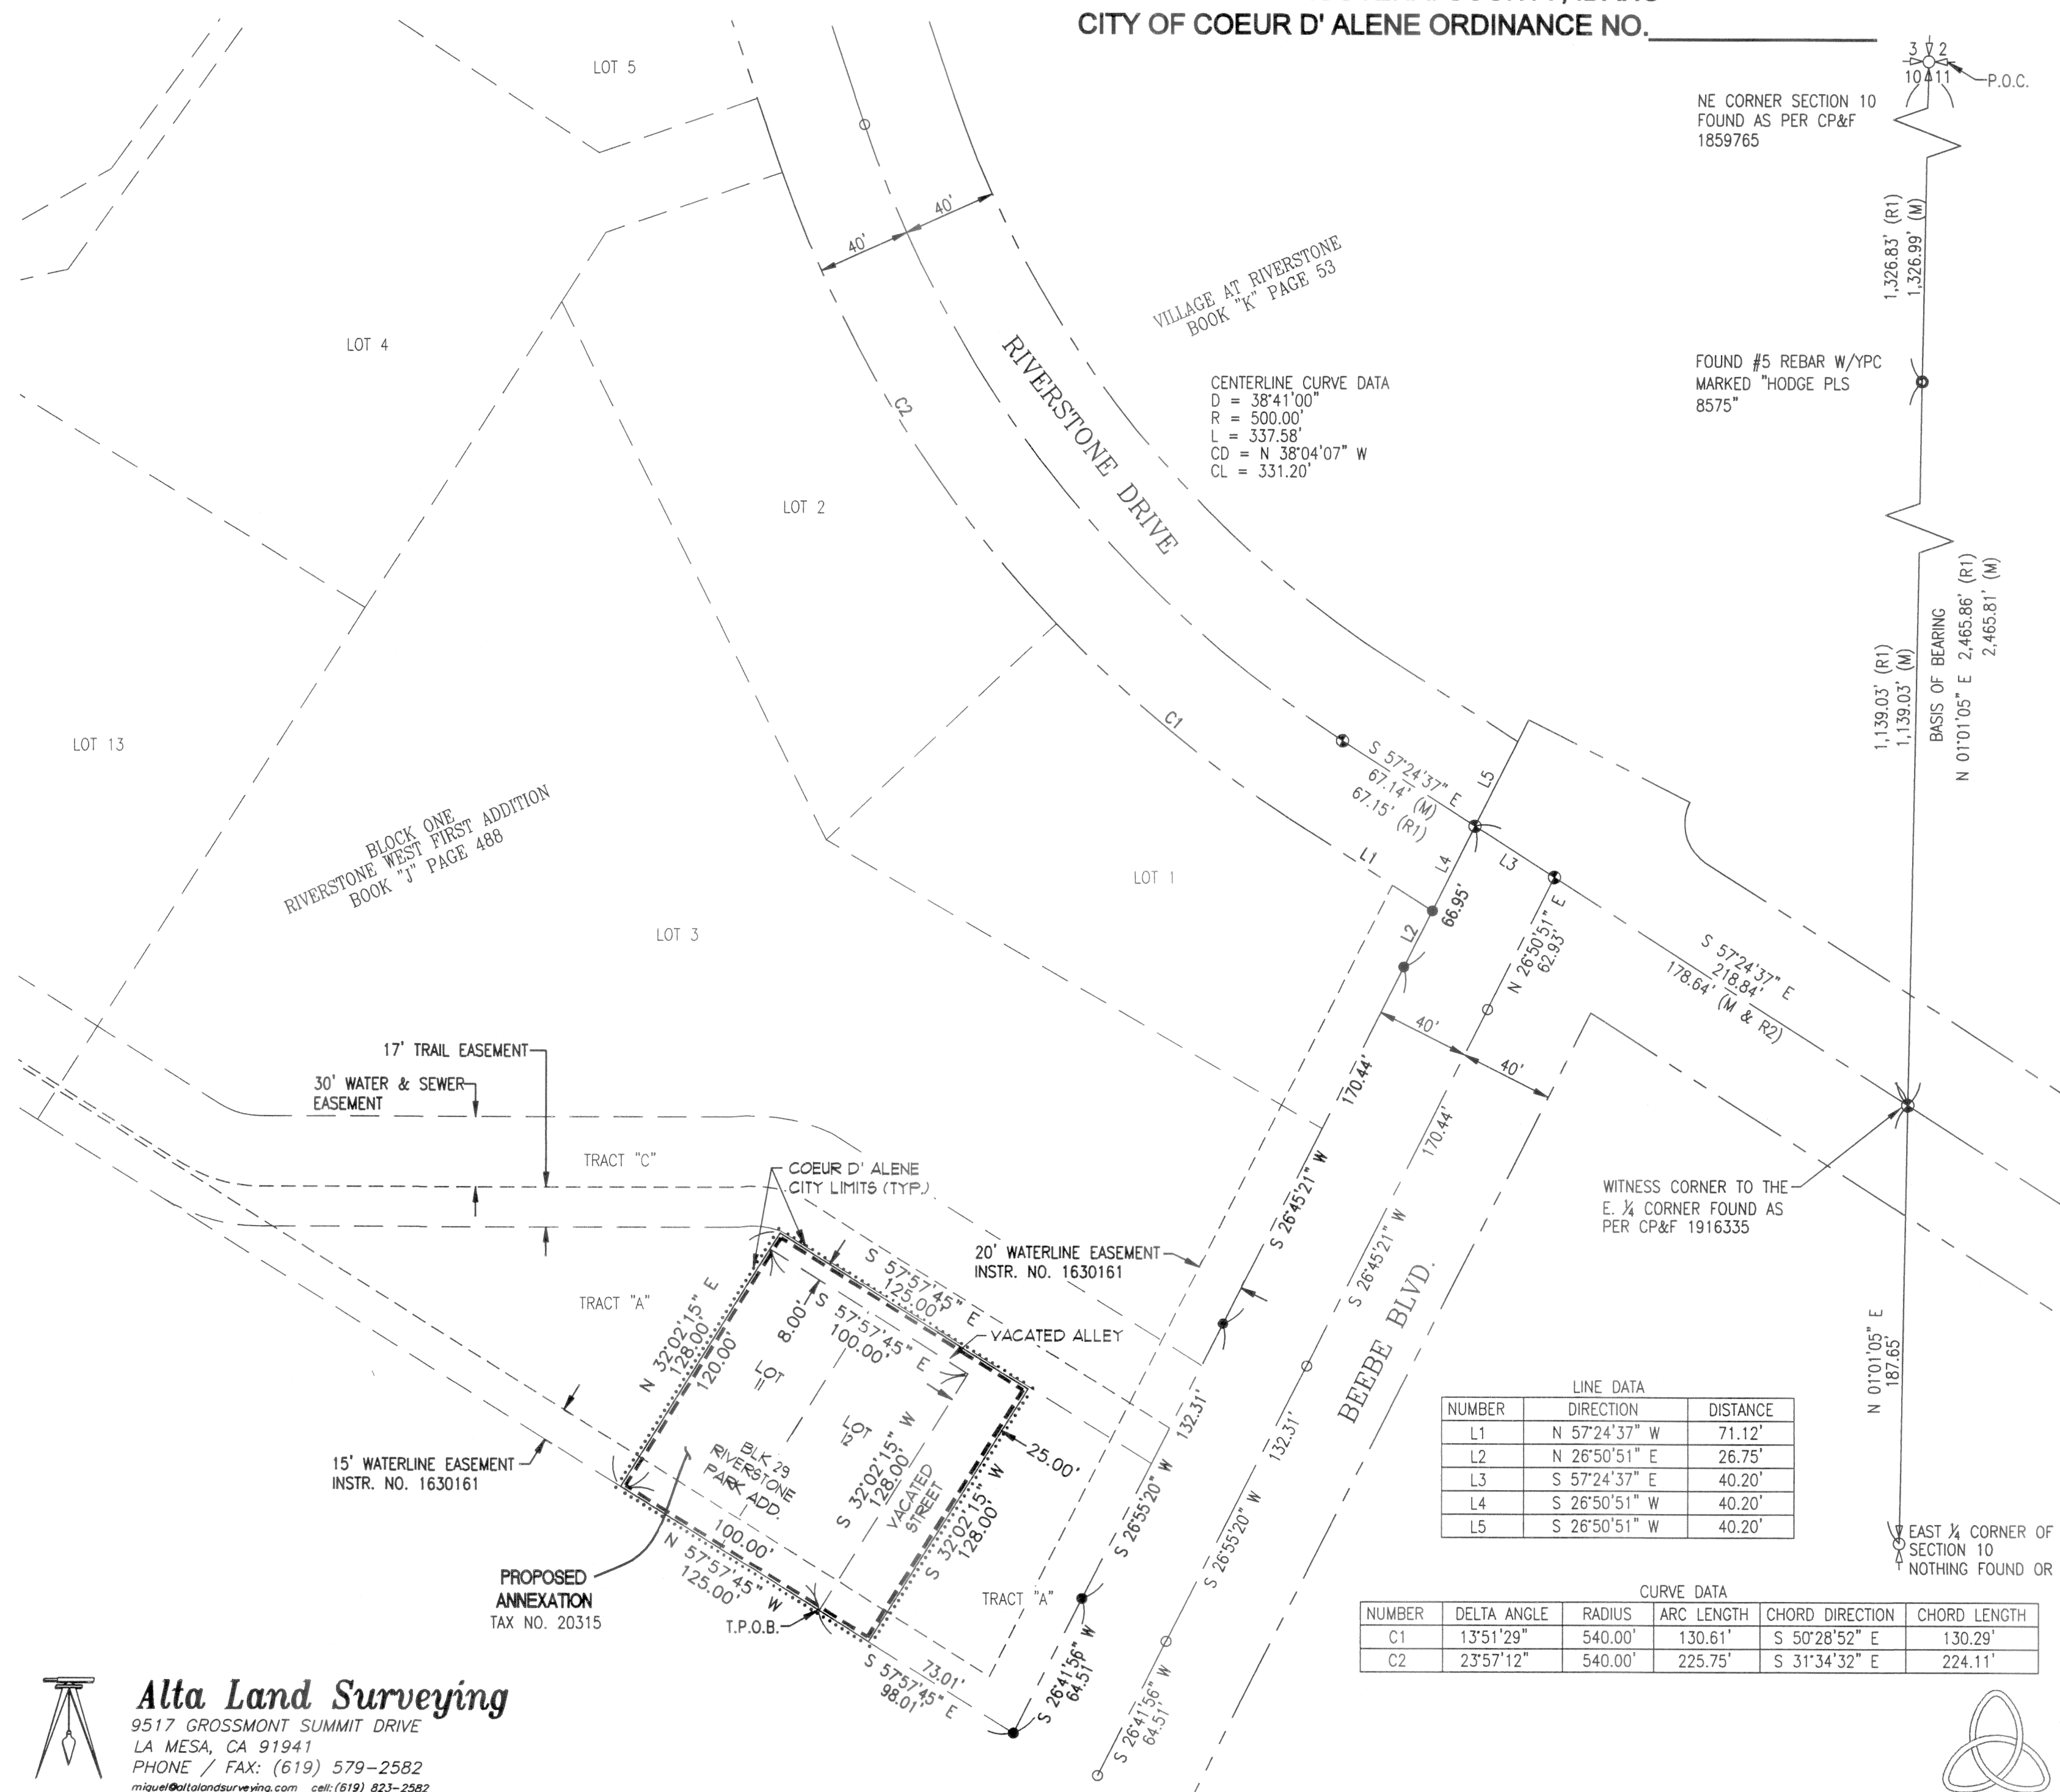 CITY OF COEUR D' ALENE ORDINANCE NO.
3 2
10 11
P.O.C.
NE CORNER SECTION 10
FOUND AS PER CP&F
1859765
LOT 5
40'
40'
1,326.83' (R1)
1,326.99' (M)
VILLAGE AT RIVERSTONE
BOOK "K" PAGE 53
LOT 4
RIVERSTONE DRIVE
C2
CENTERLINE CURVE DATA
D = 38°41'00"
R = 500.00'
L = 337.58'
CD = N 38°04'07" W
CL = 331.20'
FOUND #5 REBAR W/YPC
MARKED "HODGE PLS
8575"
LOT 2
1,139.03' (R1)
1,139.03' (M)
BASIS OF BEARING
N 01°01'05" E 2,465.86' (R1)
2,465.81' (M)
LOT 13
C1
S 57°24'37" E
67.14' (M)
67.15' (R1)
L5
L1
L4
L3
66.95'
L2
BLOCK ONE
RIVERSTONE WEST FIRST ADDITION
BOOK "J" PAGE 488
LOT 1
LOT 3
N 26°50'51" E
62.93'
S 57°24'37" E
218.84'
178.64' (M & R2)
40'
40'
17' TRAIL EASEMENT
30' WATER & SEWER
EASEMENT
170.44'
170.44'
TRACT "C"
COEUR D' ALENE
CITY LIMITS (TYP.)
S 26°45'21" W
S 26°45'21" W
WITNESS CORNER TO THE
E. ¼ CORNER FOUND AS
PER CP&F 1916335
20' WATERLINE EASEMENT
INSTR. NO. 1630161
TRACT "A"
S 57°57'45" E
125.00'
S 57°57'45" E
100.00'
8.00'
VACATED ALLEY
N 32°02'15" E
128.00'
120.00'
LOT
11
LOT
12
BEEBE BLVD.
N 01°01'05" E
187.65'
132.31'
132.31'
BLK 29
RIVERSTONE
PARK ADD.
S 32°02'15" W
128.00'
VACATED
STREET
S 32°02'15" W
128.00'
25.00'
15' WATERLINE EASEMENT
INSTR. NO. 1630161
100.00'
N 57°57'45" W
125.00'
S 26°55'20" W
S 26°55'20" W
PROPOSED
ANNEXATION
TAX NO. 20315
T.P.O.B.
TRACT "A"
73.01'
S 57°57'45" E
98.01'
S 26°41'56" W
64.51'
S 26°41'56" W
64.51'
LINE DATA
NUMBER DIRECTION DISTANCE
L1 N 57°24'37" W 71.12'
L2 N 26°50'51" E 26.75'
L3 S 57°24'37" E 40.20'
L4 S 26°50'51" W 40.20'
L5 S 26°50'51" W 40.20'
EAST ¼ CORNER OF
SECTION 10
NOTHING FOUND OR
CURVE DATA
NUMBER DELTA ANGLE RADIUS ARC LENGTH CHORD DIRECTION CHORD LENGTH
C1 13°51'29" 540.00' 130.61' S 50°28'52" E 130.29'
C2 23°57'12" 540.00' 225.75' S 31°34'32" E 224.11'
Alta Land Surveying
9517 GROSSMONT SUMMIT DRIVE
LA MESA, CA 91941
PHONE / FAX: (619) 579-2582
miguel@altalandsurveying.com cell: (619) 823-2582